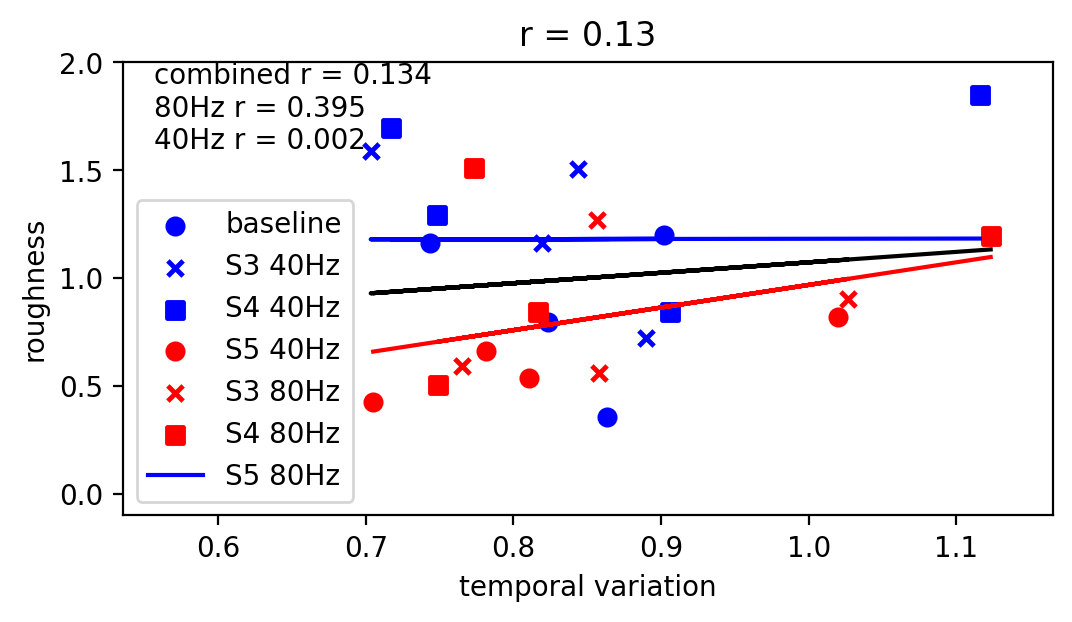 r = 0.13
combined r = 0.134
80Hz r = 0.395
40Hz r = 0.002
baseline
S3 40Hz
S4 40Hz
S5 40Hz
S3 80Hz
S4 80Hz
S5 80Hz
roughness
2.0
1.5
1.0
0.5
0.0
0.6 0.7 0.8 0.9 1.0 1.1
temporal variation